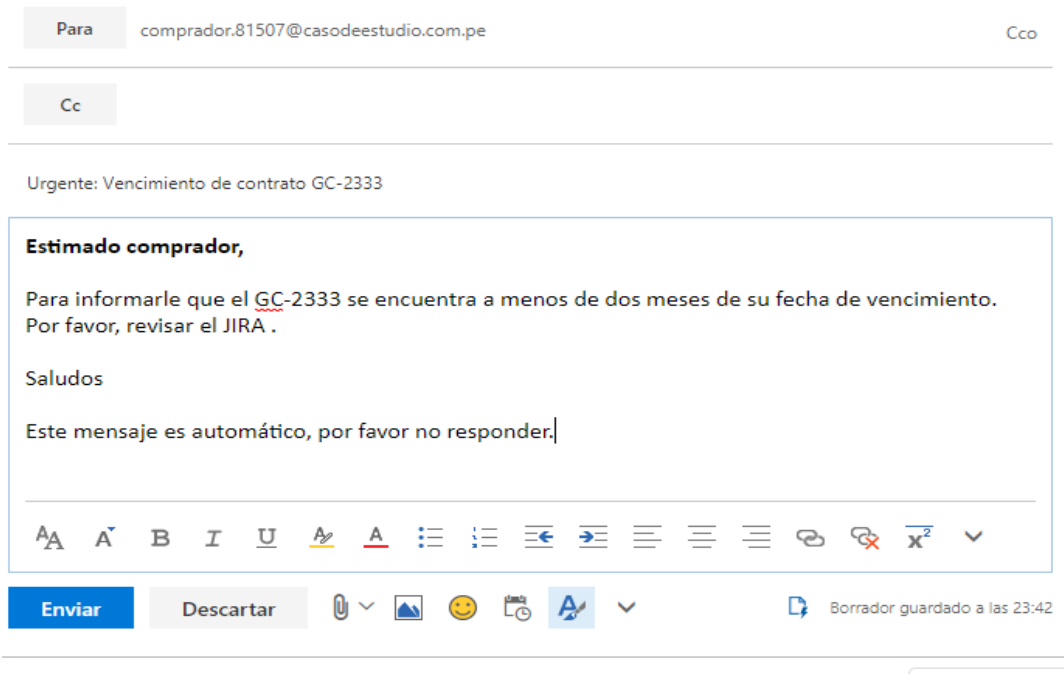 Para comprador.81507@casodeestudio.com.pe Cco
Cc
Urgente: Vencimiento de contrato GC-2333
Estimado comprador,
Para informarle que el GC-2333 se encuentra a menos de dos meses de su fecha de vencimiento.
Por favor, revisar el JIRA .
Saludos
Este mensaje es automático, por favor no responder.
AA A B I U A A x²
Enviar Descartar A Borrador guardado a las 23:42